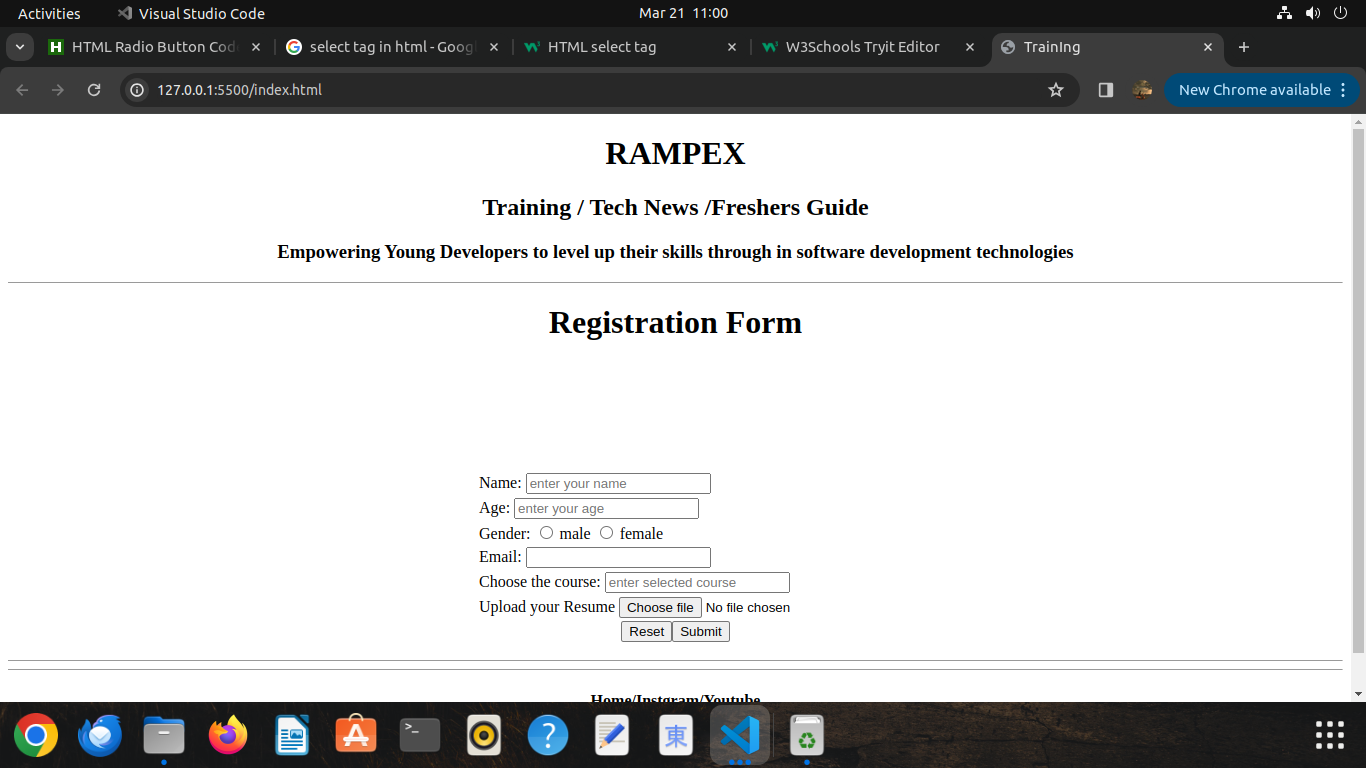 Activities Visual Studio Code Mar 21 11:00
HTML Radio Button Code select tag in html - Goog HTML select tag W3Schools Tryit Editor TrainIng
127.0.0.1:5500/index.html New Chrome available
RAMPEX
Training / Tech News /Freshers Guide
Empowering Young Developers to level up their skills through in software development technologies
Registration Form
Name: enter your name
Age: enter your age
Gender: male female
Email:
Choose the course: enter selected course
Upload your Resume Choose file No file chosen
Reset Submit
Home/Instgram/Youtube